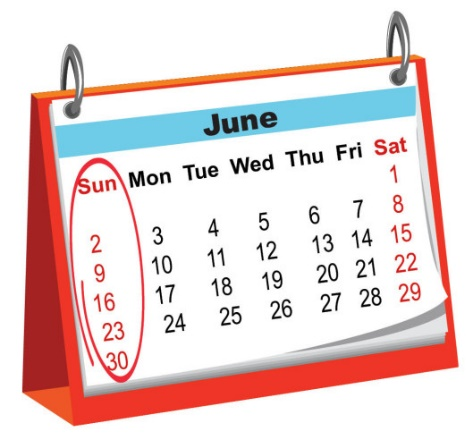 June
Sun Mon Tue Wed Thu Fri Sat
1
2 3 4 5 6 7 8
9 10 11 12 13 14 15
16 17 18 19 20 21 22
23 24 25 26 27 28 29
30